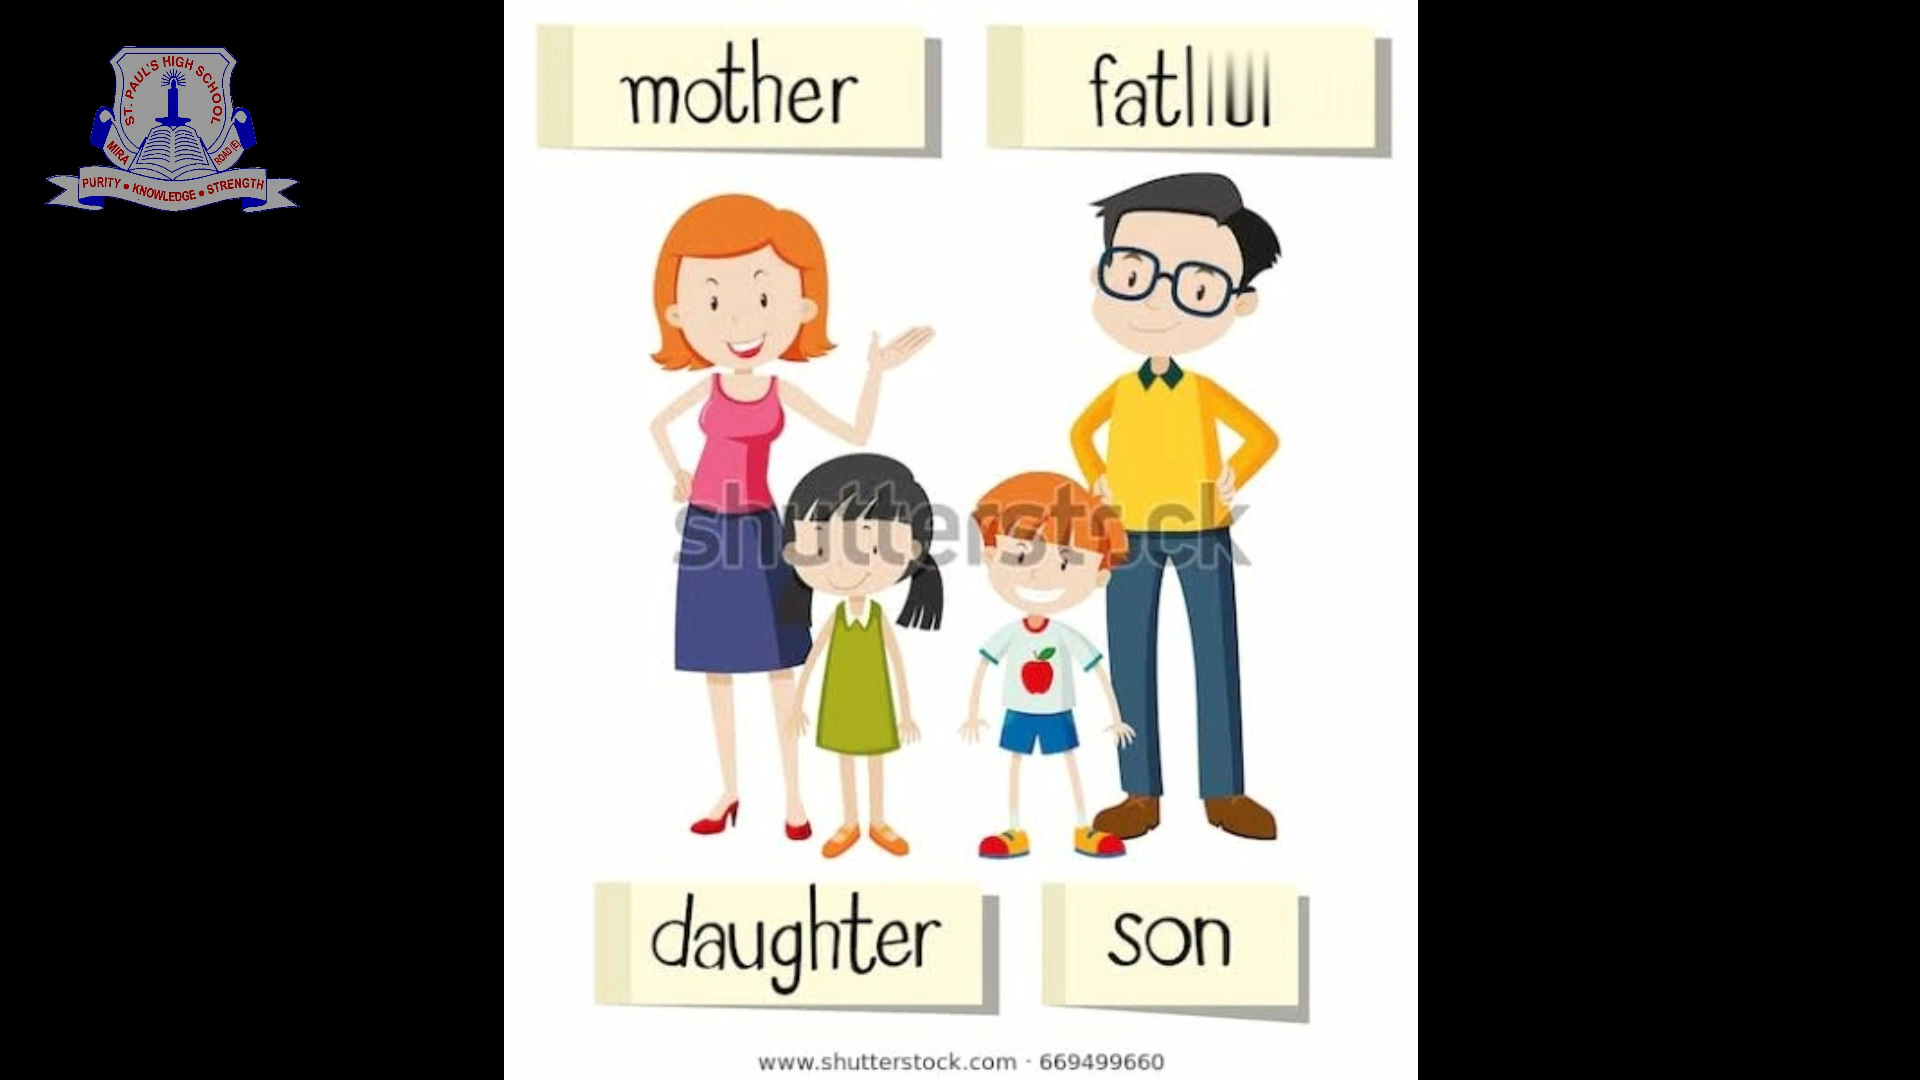 ST. PAUL'S HIGH SCHOOL
MIRA ROAD (E)
PURITY • KNOWLEDGE • STRENGTH
mother
shutterstock
daughter
son
www.shutterstock.com · 669499660